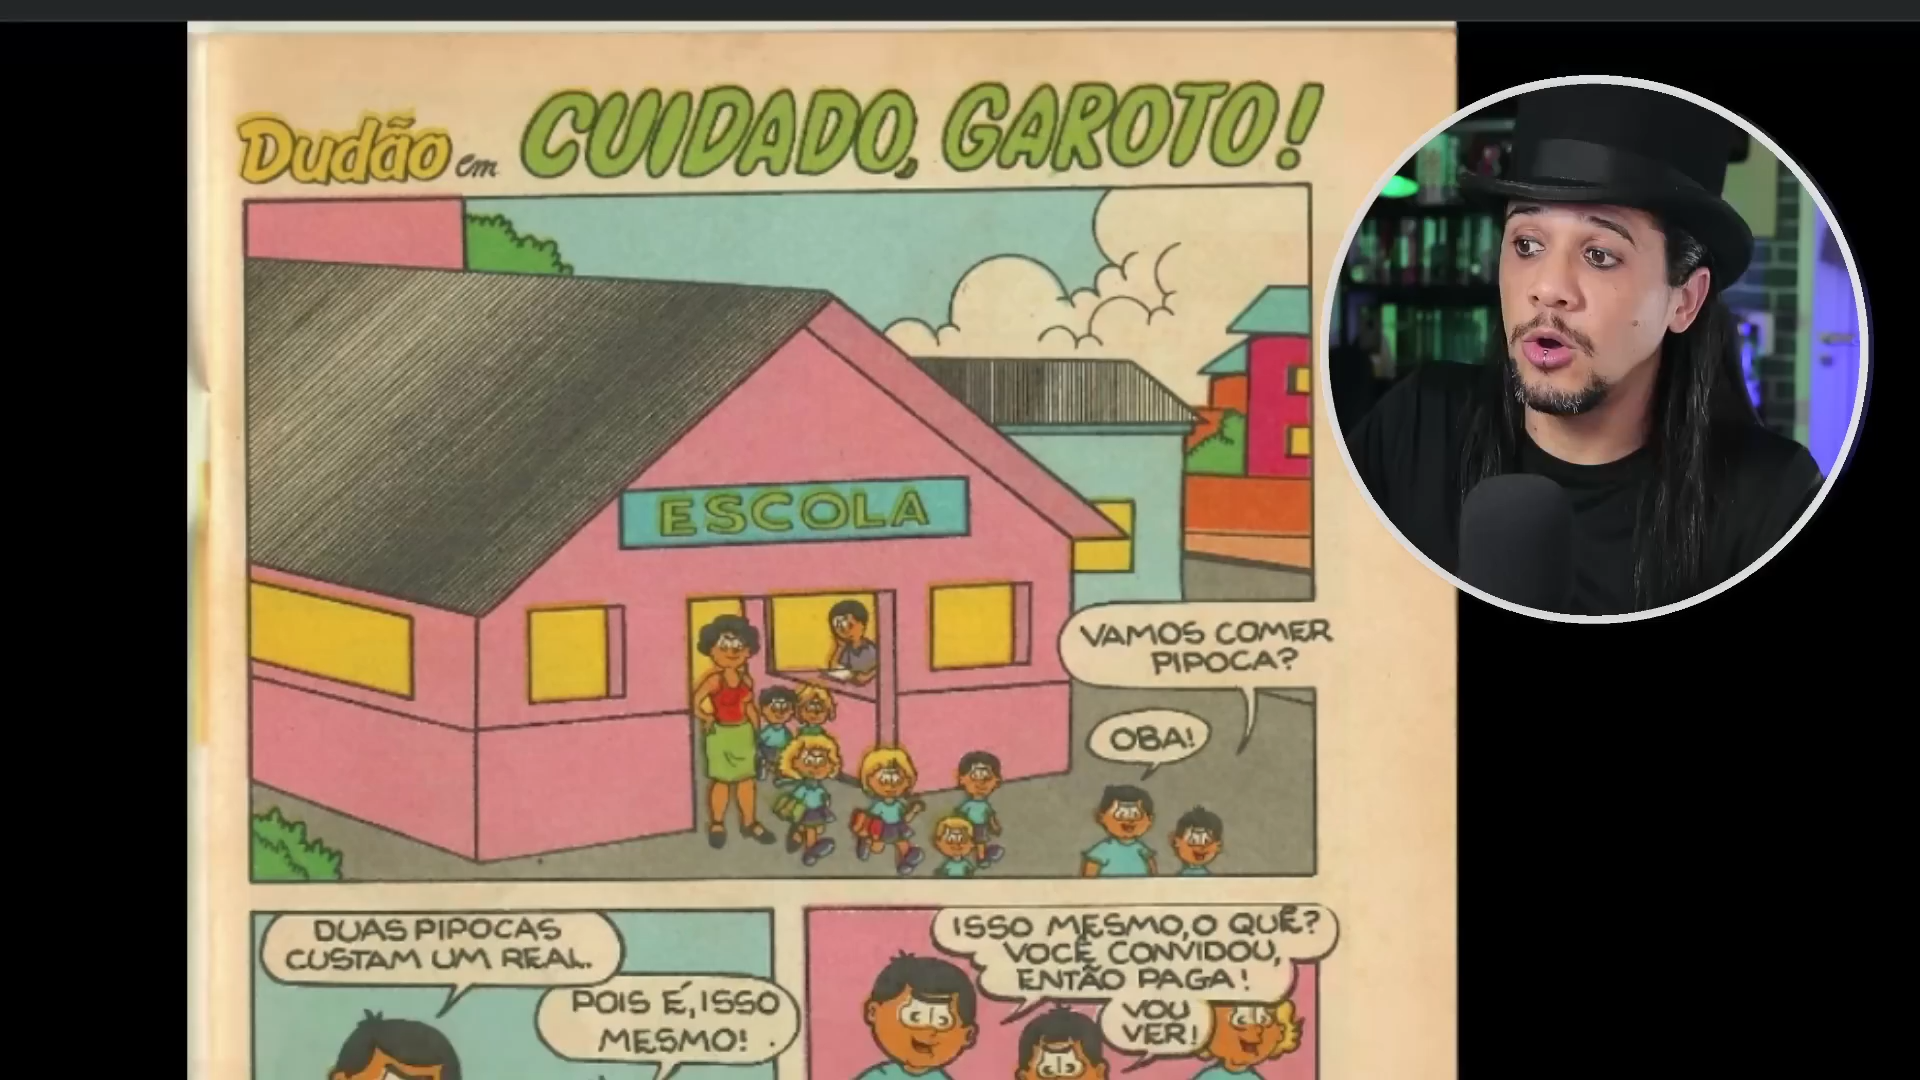 Dudão em CUIDADO, GAROTO!
ESCOLA
VAMOS COMER
PIPOCA?
OBA!
DUAS PIPOCAS
CUSTAM UM REAL.
POIS É, ISSO
MESMO!
ISSO MESMO, O QUÊ?
VOCÊ CONVIDOU,
ENTÃO PAGA!
VOU
VER!